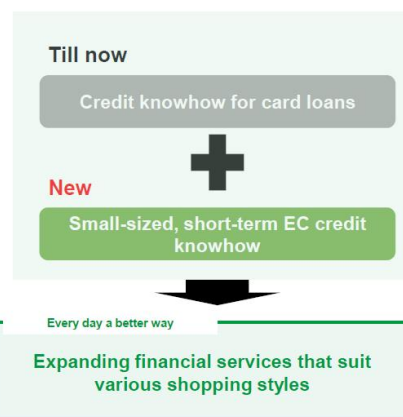 Till now
Credit knowhow for card loans
New
Small-sized, short-term EC credit
knowhow
Every day a better way
Expanding financial services that suit
various shopping styles